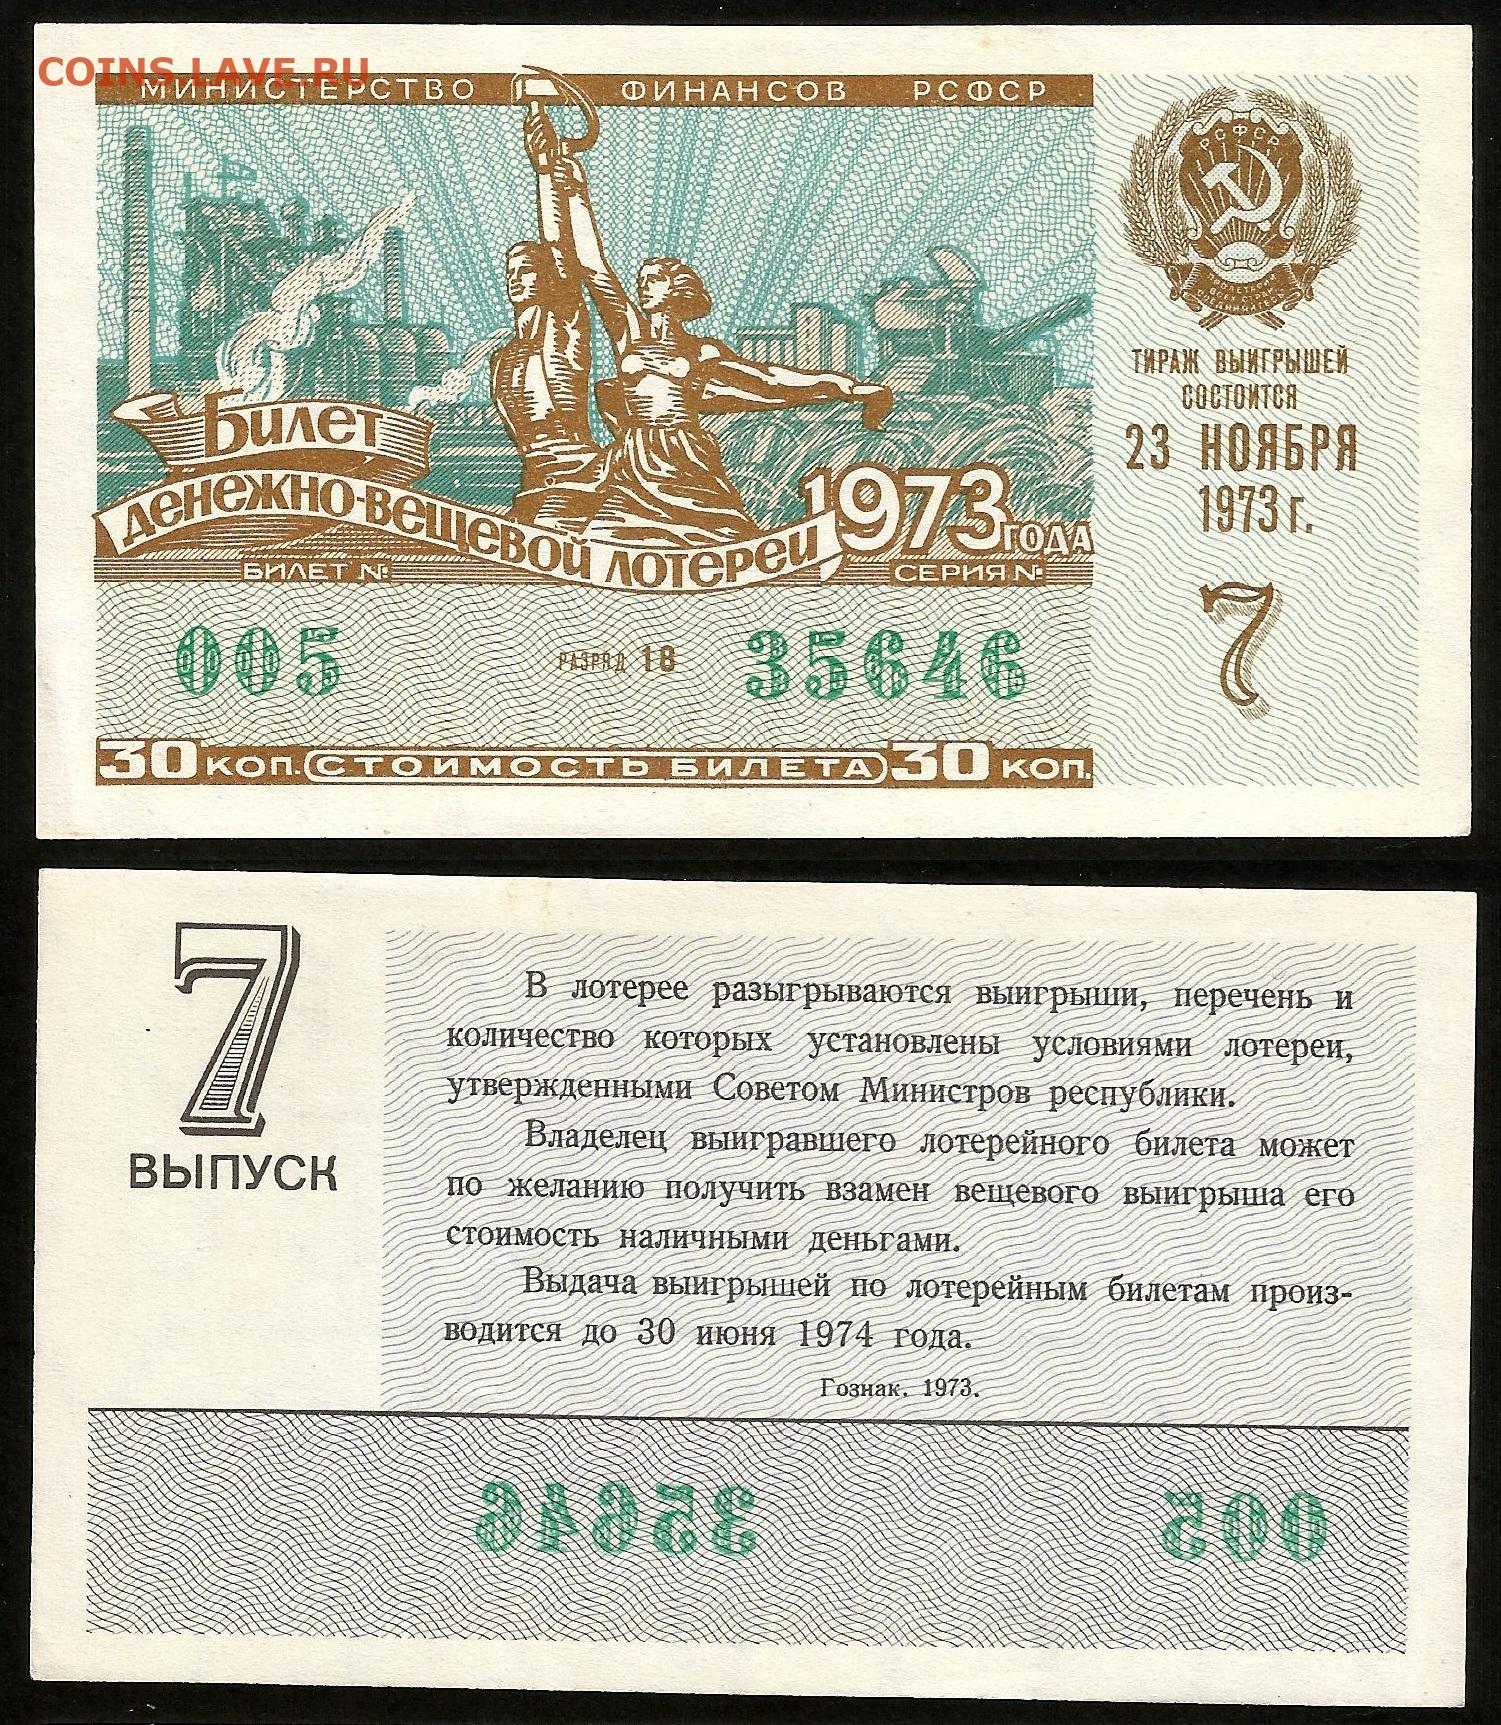 COINS.LAVE.RU
МИНИСТЕРСТВО ФИНАНСОВ РСФСР
РСФСР
ТИРАЖ ВЫИГРЫШЕЙ
СОСТОИТСЯ
23 НОЯБРЯ
1973 г.
7
Билет
денежно-вещевой лотереи
1973 ГОДА
БИЛЕТ №
СЕРИЯ №
005
РАЗРЯД 18
35646
30 КОП. СТОИМОСТЬ БИЛЕТА 30 КОП.
7
ВЫПУСК
В лотерее разыгрываются выигрыши, перечень и
количество которых установлены условиями лотереи,
утвержденными Советом Министров республики.
Владелец выигравшего лотерейного билета может
по желанию получить взамен вещевого выигрыша его
стоимость наличными деньгами.
Выдача выигрышей по лотерейным билетам произ-
водится до 30 июня 1974 года.
Гознак. 1973.
35646
005